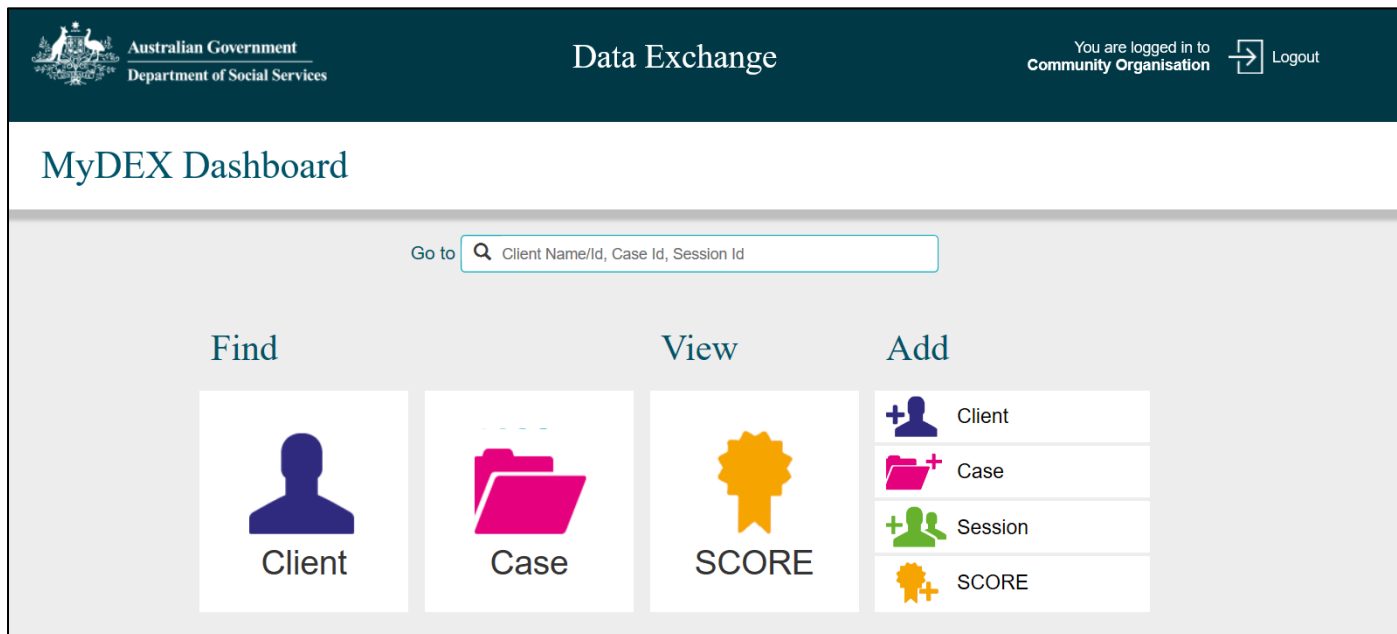 Australian Government
Department of Social Services
Data Exchange
You are logged in to
Community Organisation
Logout
MyDEX Dashboard
Go to
Client Name/Id, Case Id, Session Id
Find
View
Add
Client
Case
SCORE
Client
Case
Session
SCORE